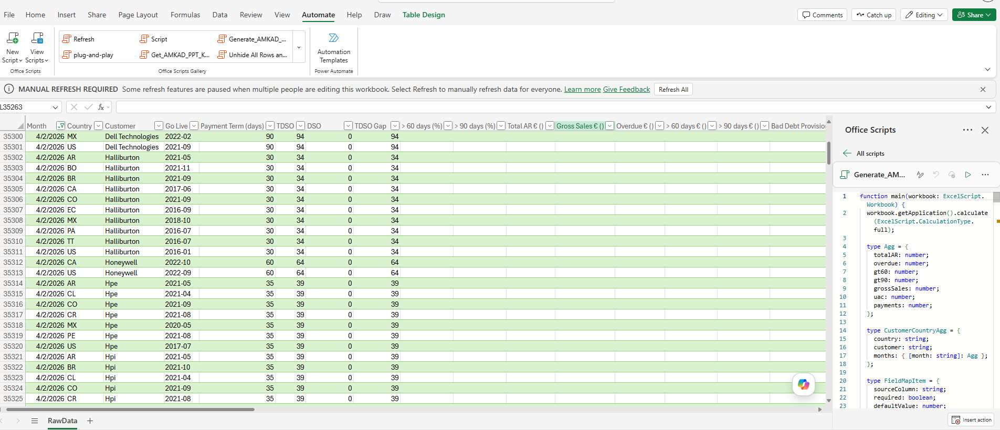 File Home Insert Share Page Layout Formulas Data Review View Automate Help Draw Table Design Comments Catch up Editing Share
New Script View Scripts
Refresh Script Generate_AMKAD_...
plug-and-play Get_AMKAD_PPT_K... Unhide All Rows an...
Automation Templates
Office Scripts Office Scripts Gallery Power Automate
MANUAL REFRESH REQUIRED Some refresh features are paused when multiple people are editing this workbook. Select Refresh to manually refresh data for everyone. Learn more Give Feedback Refresh All
L35263 fx
Month Country Customer Go Live Payment Term (days) TDSO DSO TDSO Gap > 60 days (%) > 90 days (%) Total AR € () Gross Sales € () Overdue € () > 60 days € () > 90 days € () Bad Debt Provision
35300 4/2/2026 MX Dell Technologies 2022-02 90 94 0 94
35301 4/2/2026 US Dell Technologies 2021-09 90 94 0 94
35302 4/2/2026 AR Halliburton 2021-05 30 34 0 34
35303 4/2/2026 BO Halliburton 2021-11 30 34 0 34
35304 4/2/2026 BR Halliburton 2021-09 30 34 0 34
35305 4/2/2026 CA Halliburton 2017-06 30 34 0 34
35306 4/2/2026 CO Halliburton 2021-09 30 34 0 34
35307 4/2/2026 EC Halliburton 2016-09 30 34 0 34
35308 4/2/2026 MX Halliburton 2018-10 30 34 0 34
35309 4/2/2026 PA Halliburton 2016-07 30 34 0 34
35310 4/2/2026 TT Halliburton 2016-07 30 34 0 34
35311 4/2/2026 US Halliburton 2016-01 30 34 0 34
35312 4/2/2026 CA Honeywell 2022-10 60 64 0 64
35313 4/2/2026 US Honeywell 2022-09 60 64 0 64
35314 4/2/2026 AR Hpe 2021-05 35 39 0 39
35315 4/2/2026 CL Hpe 2021-04 35 39 0 39
35316 4/2/2026 CO Hpe 2021-09 35 39 0 39
35317 4/2/2026 CR Hpe 2021-08 35 39 0 39
35318 4/2/2026 MX Hpe 2020-05 35 39 0 39
35319 4/2/2026 PE Hpe 2021-08 35 39 0 39
35320 4/2/2026 US Hpe 2017-07 35 39 0 39
35321 4/2/2026 AR Hpi 2021-05 35 39 0 39
35322 4/2/2026 BR Hpi 2021-10 35 39 0 39
35323 4/2/2026 CL Hpi 2021-04 35 39 0 39
35324 4/2/2026 CO Hpi 2021-09 35 39 0 39
35325 4/2/2026 CR Hpi 2021-08 35 39 0 39
RawData
Office Scripts
All scripts
Generate_AM...
1 function main(workbook: ExcelScript.
Workbook) {
2 workbook.getApplication().calculate
(ExcelScript.CalculationType.
full);
3
4 type Agg = {
5 totalAR: number;
6 overdue: number;
7 gt60: number;
8 gt90: number;
9 grossSales: number;
10 uac: number;
11 payments: number;
12 };
13
14 type CustomerCountryAgg = {
15 country: string;
16 customer: string;
17 months: { [month: string]: Agg };
18 };
19
20 type FieldMapItem = {
21 sourceColumn: string;
22 required: boolean;
23 defaultValue: number;
Insert action